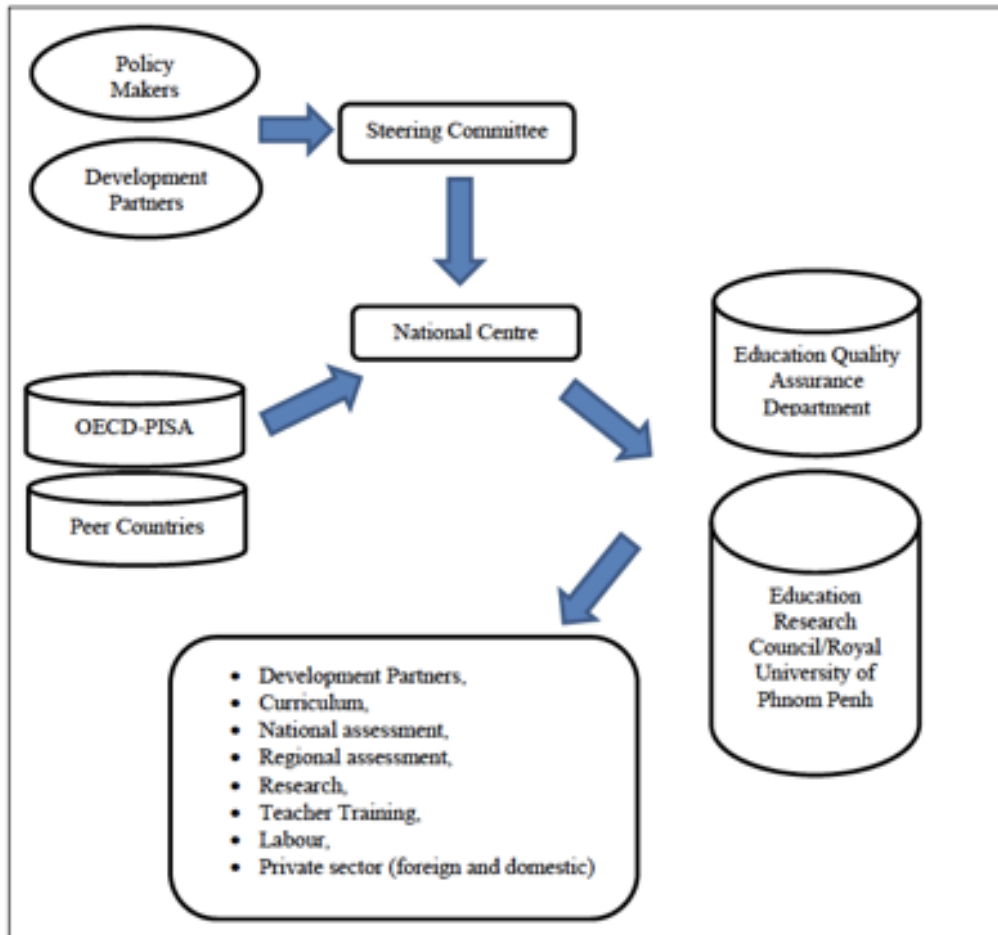 Policy
Makers
Steering Committee
Development
Partners
National Centre
Education Quality
Assurance
Department
OECD-PISA
Peer Countries
Education
Research
Council/Royal
University of
Phnom Penh
• Development Partners,
• Curriculum,
• National assessment,
• Regional assessment,
• Research,
• Teacher Training,
• Labour,
• Private sector (foreign and domestic)